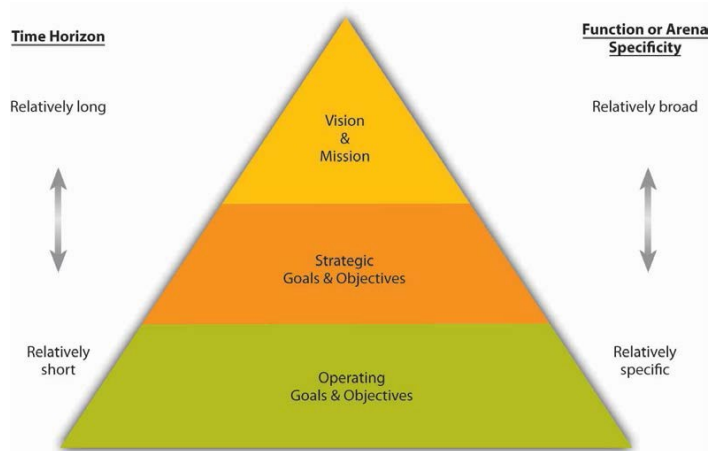 Time Horizon
Relatively long
Relatively
short
Vision
&
Mission
Strategic
Goals & Objectives
Operating
Goals & Objectives
Function or Arena
Specificity
Relatively broad
Relatively
specific